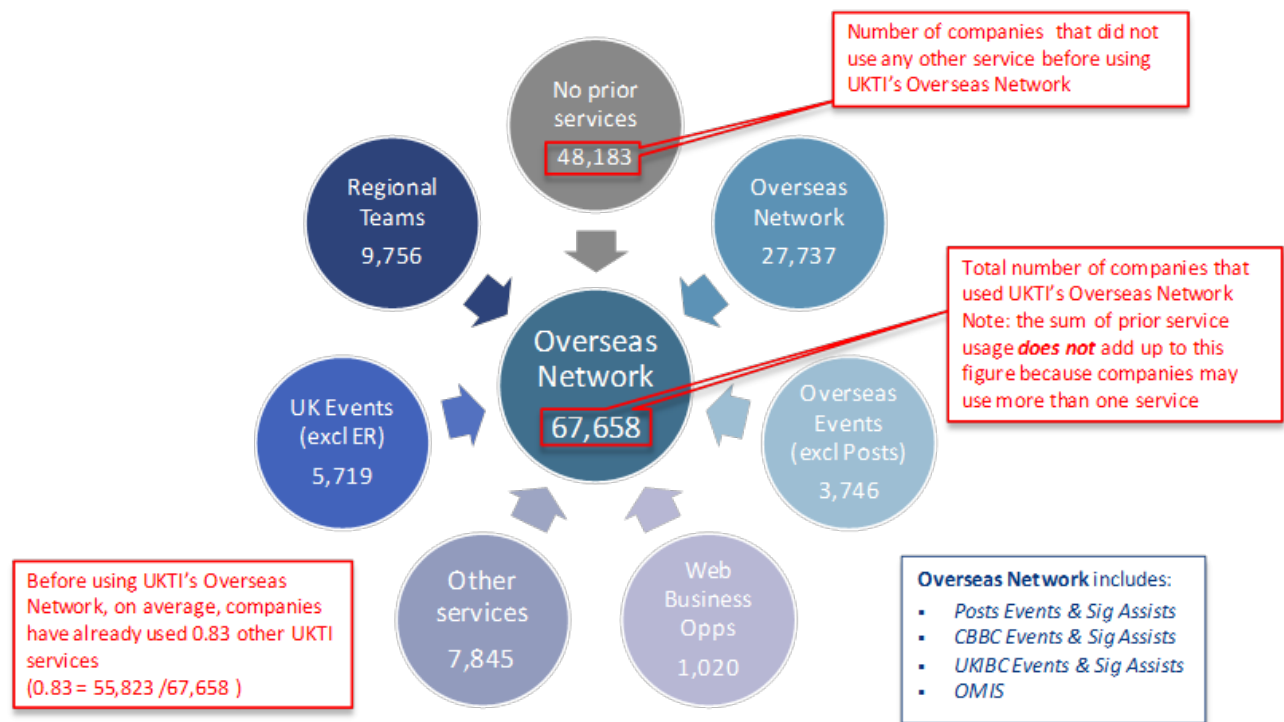 Number of companies that did not
use any other service before using
UKTI's Overseas Network
No prior
services
48,183
Regional
Teams
9,756
Overseas
Network
27,737
Total number of companies that
used UKTI's Overseas Network
Note: the sum of prior service
usage does not add up to this
figure because companies may
use more than one service
Overseas
Network
67,658
UK Events
(excl ER)
5,719
Overseas
Events
(excl Posts)
3,746
Before using UKTI's Overseas
Network, on average, companies
have already used 0.83 other UKTI
services
(0.83 = 55,823 /67,658 )
Other
services
7,845
Web
Business
Opps
1,020
Overseas Network includes:
▪ Posts Events & Sig Assists
▪ CBBC Events & Sig Assists
▪ UKIBC Events & Sig Assists
▪ OMIS